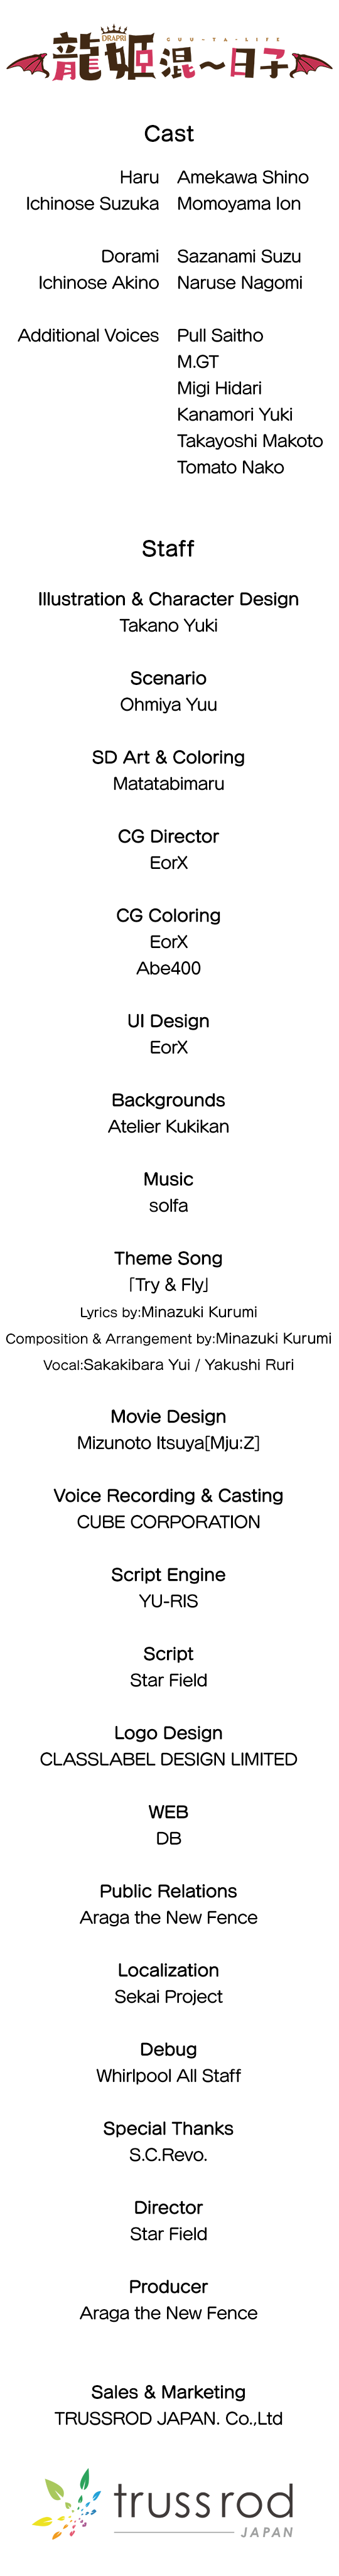 DRAPRI
GUU-TA-LIFE
龍姫混〜日子
Cast
Haru Amekawa Shino
Ichinose Suzuka Momoyama Ion
Dorami Sazanami Suzu
Ichinose Akino Naruse Nagomi
Additional Voices Pull Saitho
M.GT
Migi Hidari
Kanamori Yuki
Takayoshi Makoto
Tomato Nako
Staff
Illustration & Character Design
Takano Yuki
Scenario
Ohmiya Yuu
SD Art & Coloring
Matatabimaru
CG Director
EorX
CG Coloring
EorX
Abe400
UI Design
EorX
Backgrounds
Atelier Kukikan
Music
solfa
Theme Song
「Try & Fly」
Lyrics by:Minazuki Kurumi
Composition & Arrangement by:Minazuki Kurumi
Vocal:Sakakibara Yui / Yakushi Ruri
Movie Design
Mizunoto Itsuya[Mju:Z]
Voice Recording & Casting
CUBE CORPORATION
Script Engine
YU-RIS
Script
Star Field
Logo Design
CLASSLABEL DESIGN LIMITED
WEB
DB
Public Relations
Araga the New Fence
Localization
Sekai Project
Debug
Whirlpool All Staff
Special Thanks
S.C.Revo.
Director
Star Field
Producer
Araga the New Fence
Sales & Marketing
TRUSSROD JAPAN. Co.,Ltd
truss rod
JAPAN